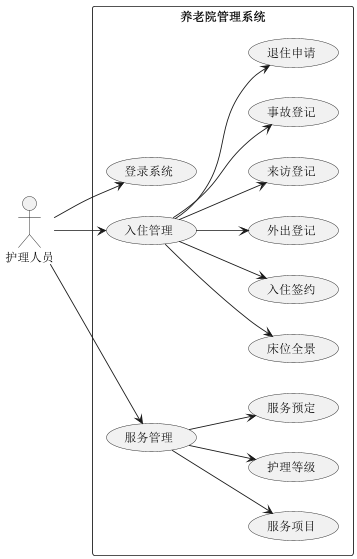 养老院管理系统
退住申请
事故登记
登录系统
来访登记
护理人员
入住管理
外出登记
入住签约
床位全景
服务预定
服务管理
护理等级
服务项目